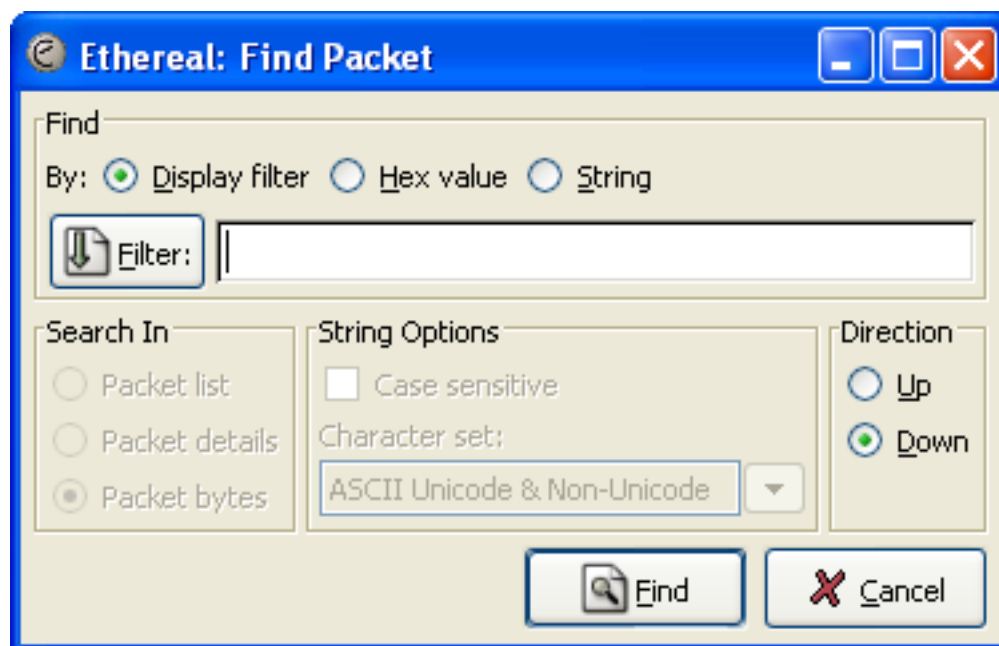 Ethereal: Find Packet
Find
By: Display filter Hex value String
Filter:
Search In
Packet list
Packet details
Packet bytes
String Options
Case sensitive
Character set:
ASCII Unicode & Non-Unicode
Direction
Up
Down
Find Cancel